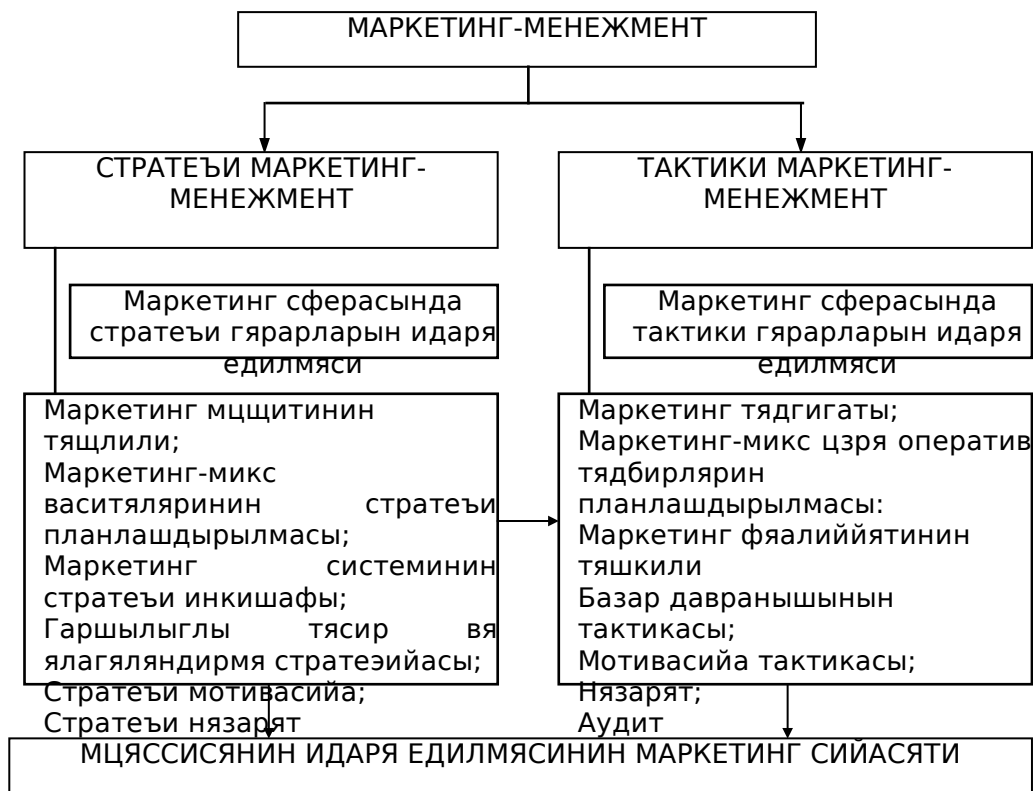 МАРКЕТИНГ-МЕНЕЖМЕНТ
СТРАТЕЪИ МАРКЕТИНГ-
МЕНЕЖМЕНТ
Маркетинг сферасында
стратеъи гярарларын идаря
едилмяси
Маркетинг мцщитинин
тящлили;
Маркетинг-микс
васитяляринин стратеъи
планлашдырылмасы;
Маркетинг системинин
стратеъи инкишафы;
Гаршылыглы тясир вя
ялагяляндирмя стратеэийасы;
Стратеъи мотивасийа;
Стратеъи нязарят
ТАКТИКИ МАРКЕТИНГ-
МЕНЕЖМЕНТ
Маркетинг сферасында
тактики гярарларын идаря
едилмяси
Маркетинг тядгигаты;
Маркетинг-микс цзря оператив
тядбирлярин
планлашдырылмасы:
Маркетинг фяалиййятинин
тяшкили
Базар давранышынын
тактикасы;
Мотивасийа тактикасы;
Нязарят;
Аудит
МЦЯССИСЯНИН ИДАРЯ ЕДИЛМЯСИНИН МАРКЕТИНГ СИЙАСЯТИ